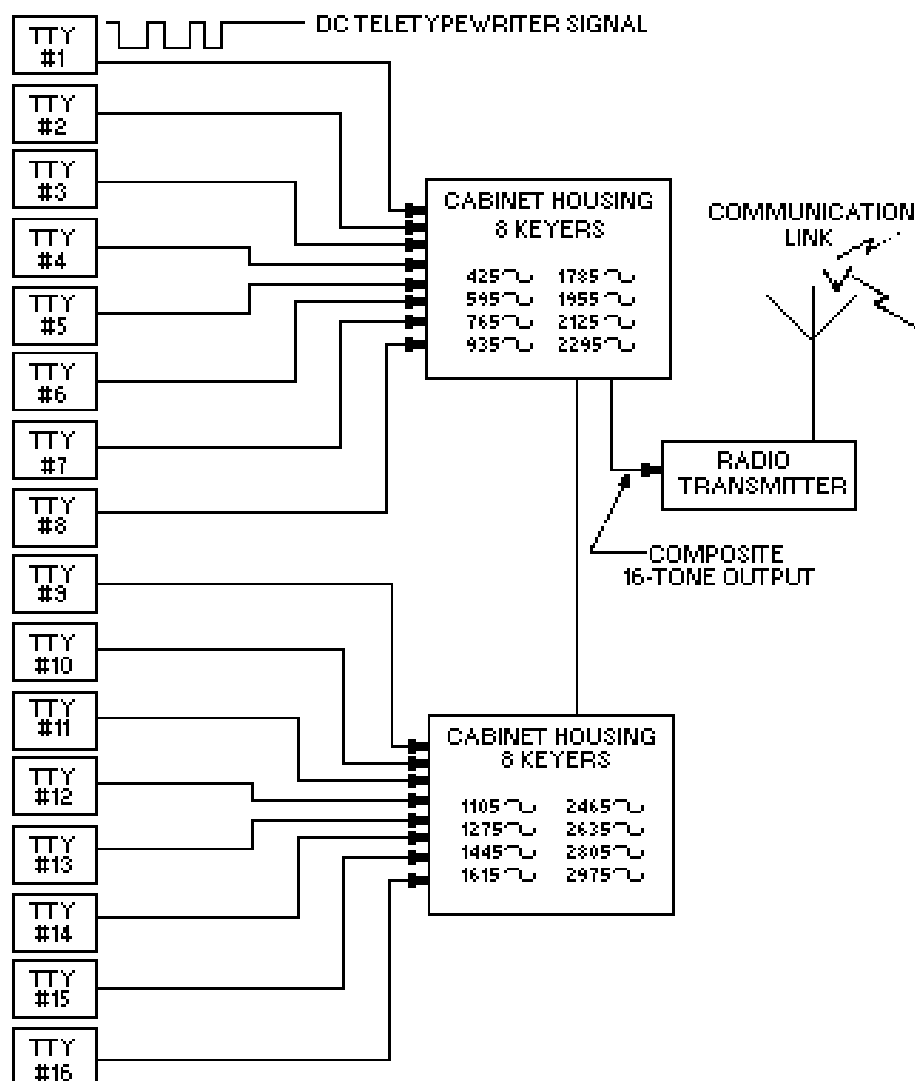 TTY
#1
DC TELETYPEWRITER SIGNAL
TTY
#2
TTY
#3
TTY
#4
TTY
#5
TTY
#6
TTY
#7
TTY
#8
CABINET HOUSING
8 KEYERS
425 1785
595 1955
765 2125
935 2295
COMMUNICATION
LINK
RADIO
TRANSMITTER
COMPOSITE
16-TONE OUTPUT
TTY
#9
TTY
#10
TTY
#11
TTY
#12
TTY
#13
TTY
#14
TTY
#15
TTY
#16
CABINET HOUSING
8 KEYERS
1105 2465
1275 2635
1445 2805
1615 2975